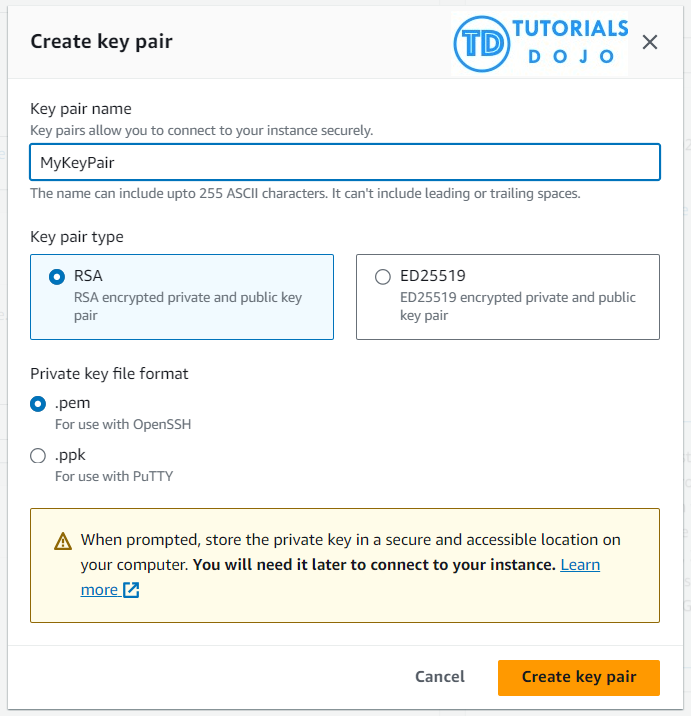 Create key pair
TD TUTORIALS
DOJO
Key pair name
Key pairs allow you to connect to your instance securely.
MyKeyPair
The name can include upto 255 ASCII characters. It can't include leading or trailing spaces.
Key pair type
RSA
RSA encrypted private and public key
pair
ED25519
ED25519 encrypted private and public
key pair
Private key file format
.pem
For use with OpenSSH
.ppk
For use with PuTTY
When prompted, store the private key in a secure and accessible location on
your computer. You will need it later to connect to your instance. Learn
more
Cancel
Create key pair